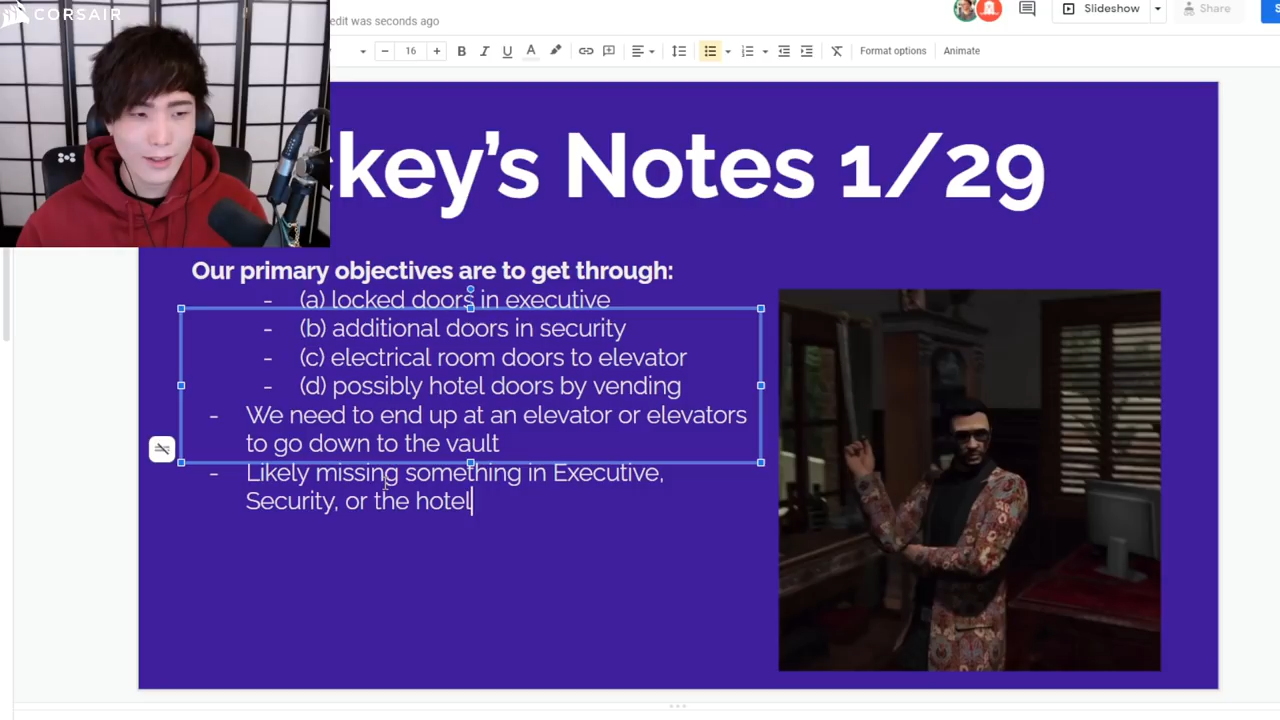 CORSAIR
edit was seconds ago
Slideshow
Share
16
B I U A
Format options
Animate
ckey's Notes 1/29
Our primary objectives are to get through:
- (a) locked doors in executive
- (b) additional doors in security
- (c) electrical room doors to elevator
- (d) possibly hotel doors by vending
- We need to end up at an elevator or elevators
to go down to the vault
- Likely missing something in Executive,
Security, or the hotel